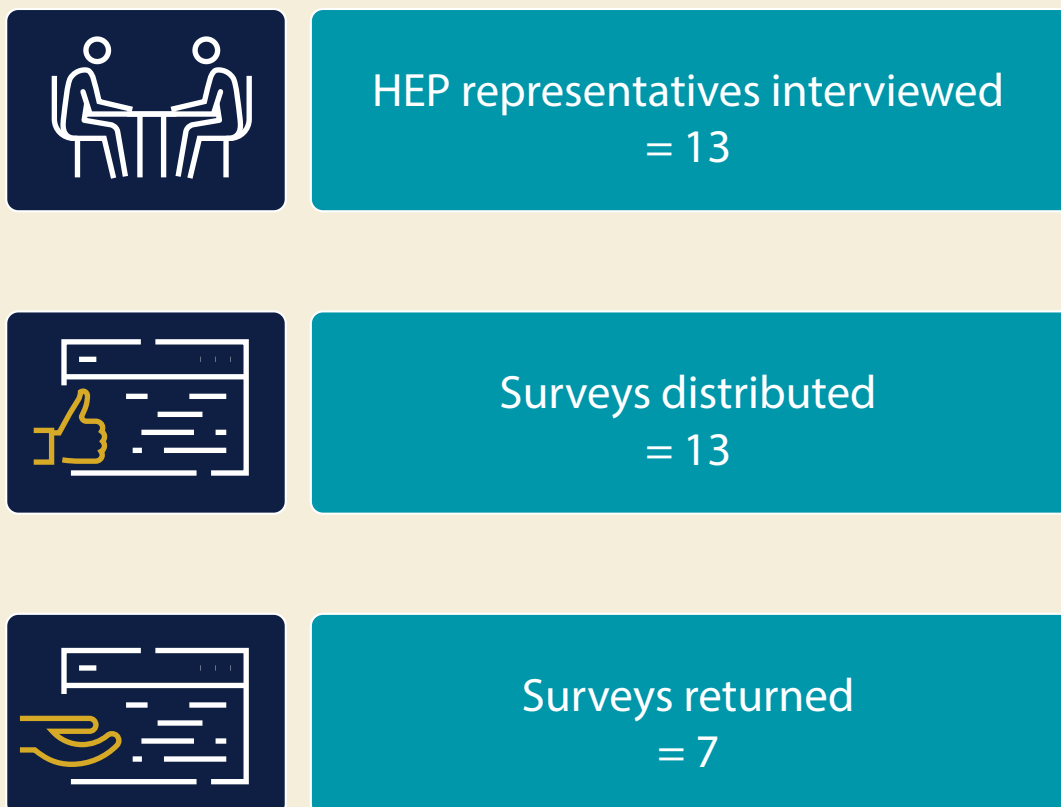 HEP representatives interviewed
= 13
Surveys distributed
= 13
Surveys returned
= 7